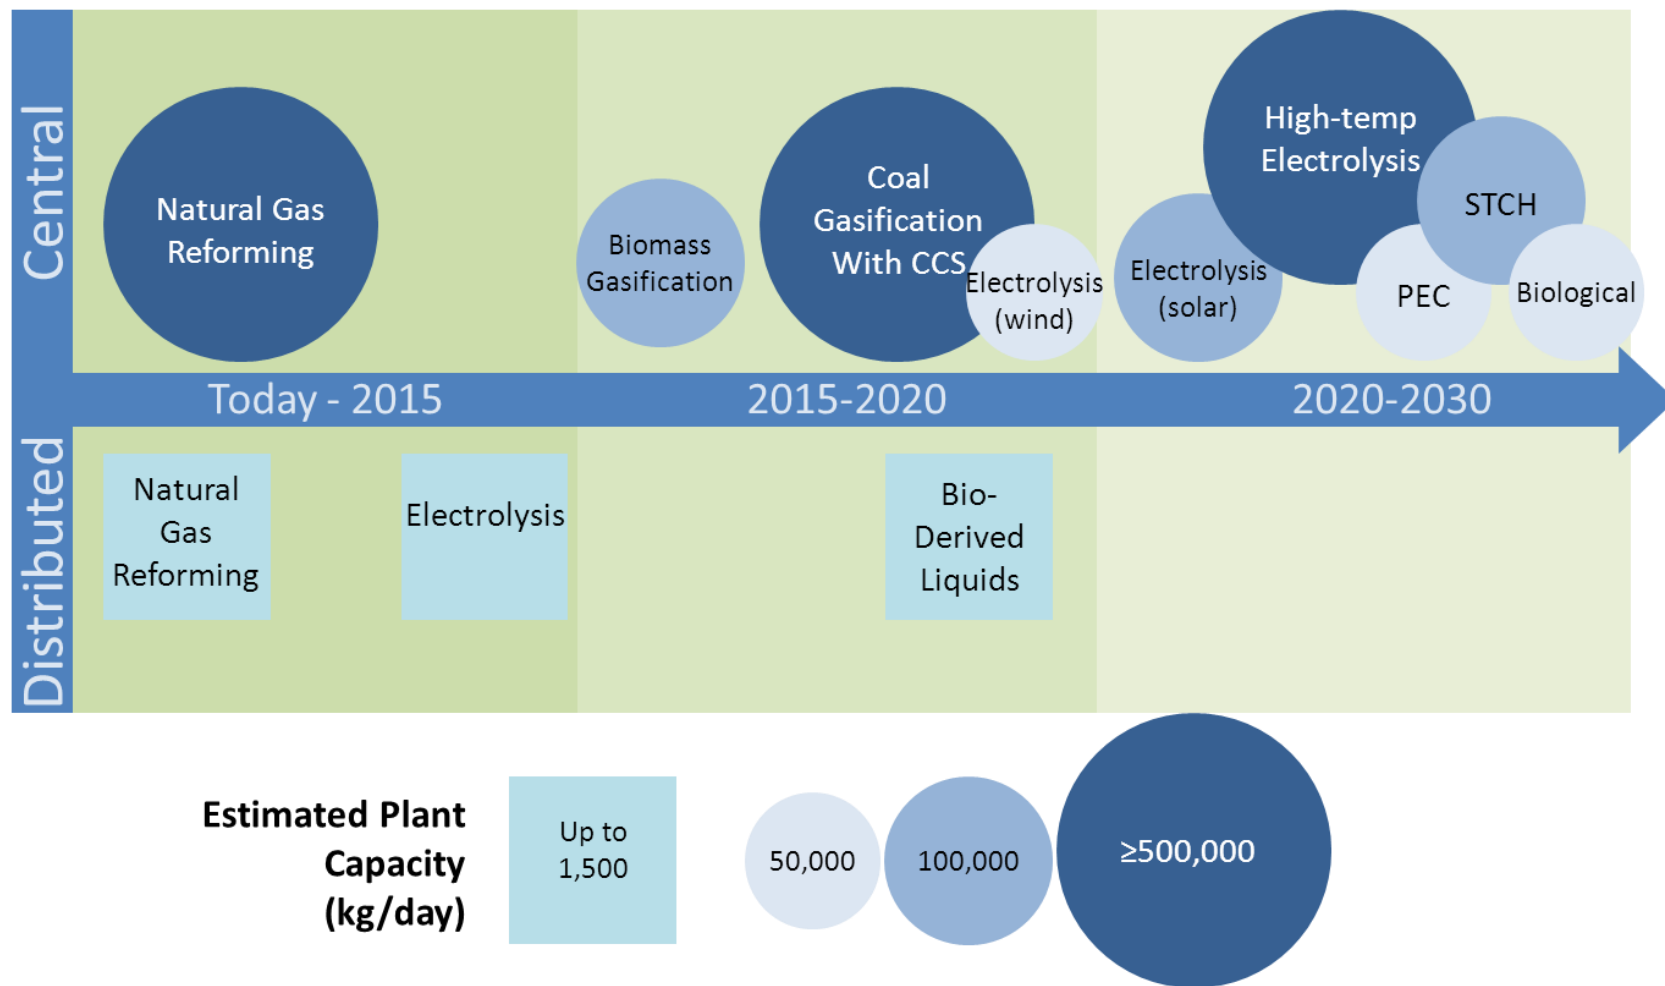 Central
Natural Gas
Reforming
Biomass
Gasification
Coal
Gasification
With CCS
Electrolysis
(wind)
Electrolysis
(solar)
High-temp
Electrolysis
STCH
PEC
Biological
Today - 2015
2015-2020
2020-2030
Distributed
Natural
Gas
Reforming
Electrolysis
Bio-
Derived
Liquids
Estimated Plant
Capacity
(kg/day)
Up to
1,500
50,000
100,000
≥500,000